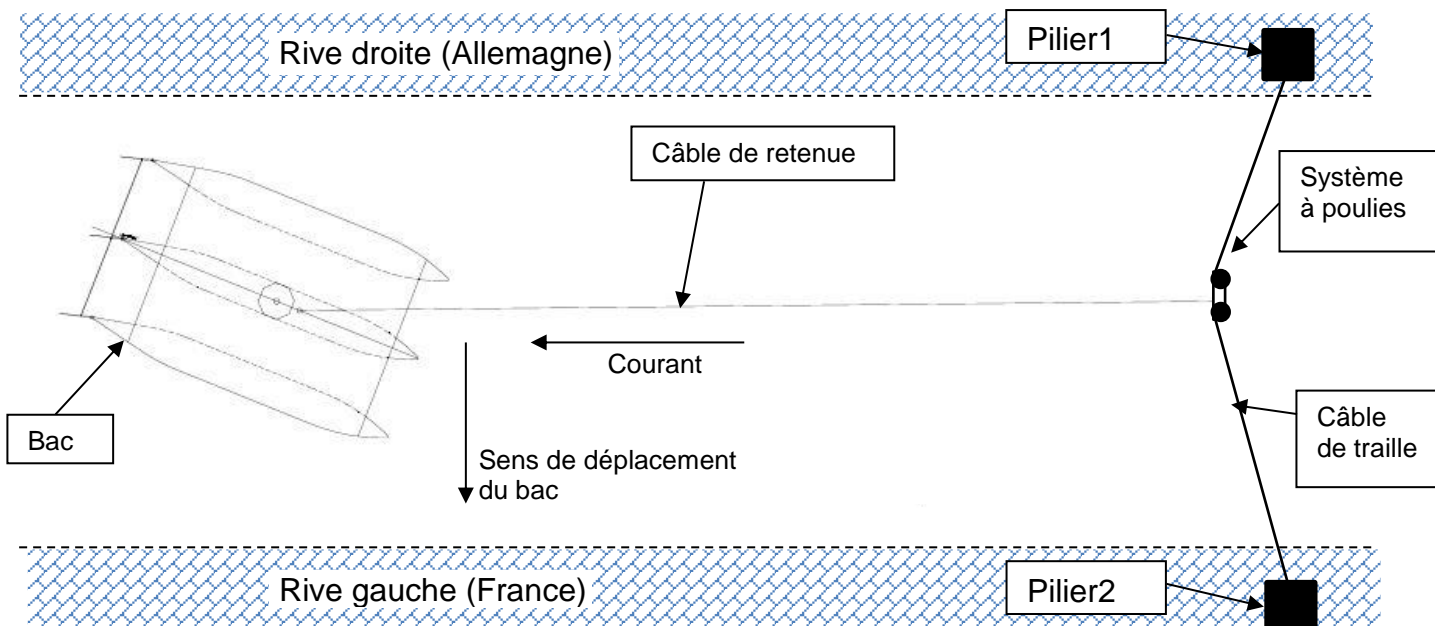 Rive droite (Allemagne)
Pilier1
Câble de retenue
Système
à poulies
Courant
Bac
Sens de déplacement
du bac
Câble
de traille
Rive gauche (France)
Pilier2